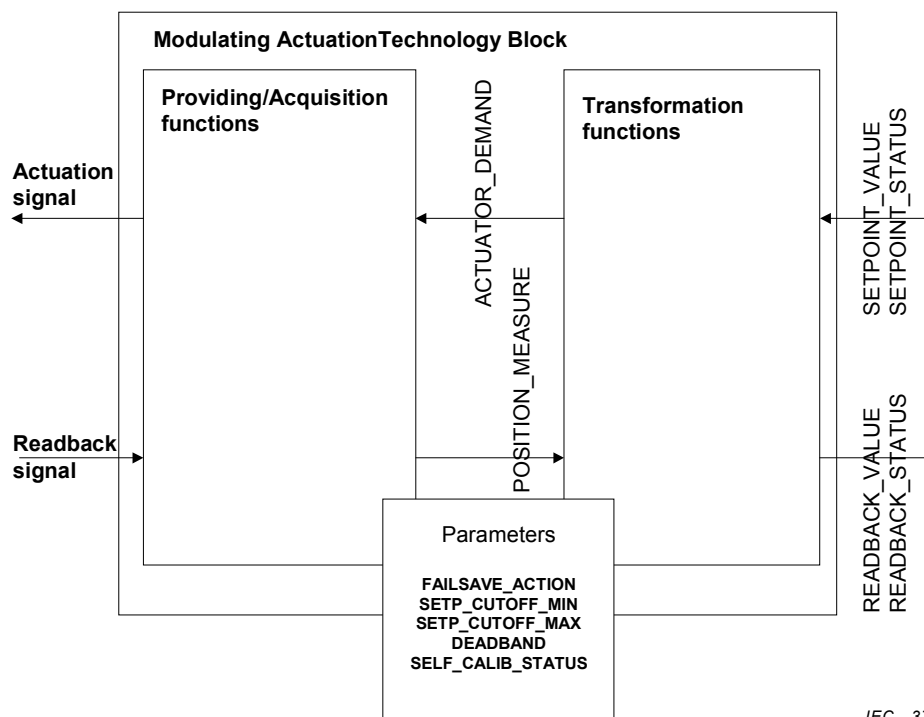 Modulating ActuationTechnology Block
Providing/Acquisition
functions
ACTUATOR_DEMAND
Transformation
functions
Actuation
signal
SETPOINT_VALUE
SETPOINT_STATUS
POSITION_MEASURE
Readback
signal
READBACK_VALUE
READBACK_STATUS
Parameters
FAILSAVE_ACTION
SETP_CUTOFF_MIN
SETP_CUTOFF_MAX
DEADBAND
SELF_CALIB_STATUS
IEC